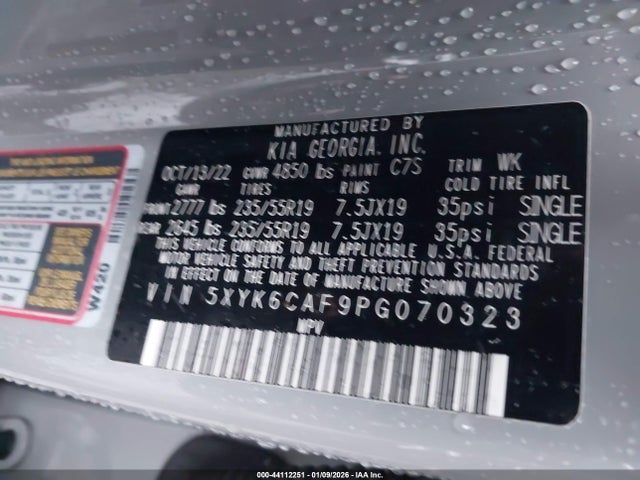 MANUFACTURED BY
KIA GEORGIA. INC.
OCT/13/22 GVWR 4850 lbs PAINT C7S TRIM WK
GAWR TIRES RIMS COLD TIRE INFL
FRONT 2777 lbs 235/55R19 7.5JX19 35psi SINGLE
REAR 2645 lbs 235/55R19 7.5JX19 35psi SINGLE
THIS VEHICLE CONFORMS TO ALL APPLICABLE U.S.A. FEDERAL
MOTOR VEHICLE SAFETY AND THEFT PREVENTION STANDARDS
IN EFFECT ON THE DATE OF MANUFACTURE SHOWN ABOVE
VIN 5XYK6CAF9PG070323
MPV
W420
000-44112251 - 01/09/2026 - IAAI.COM